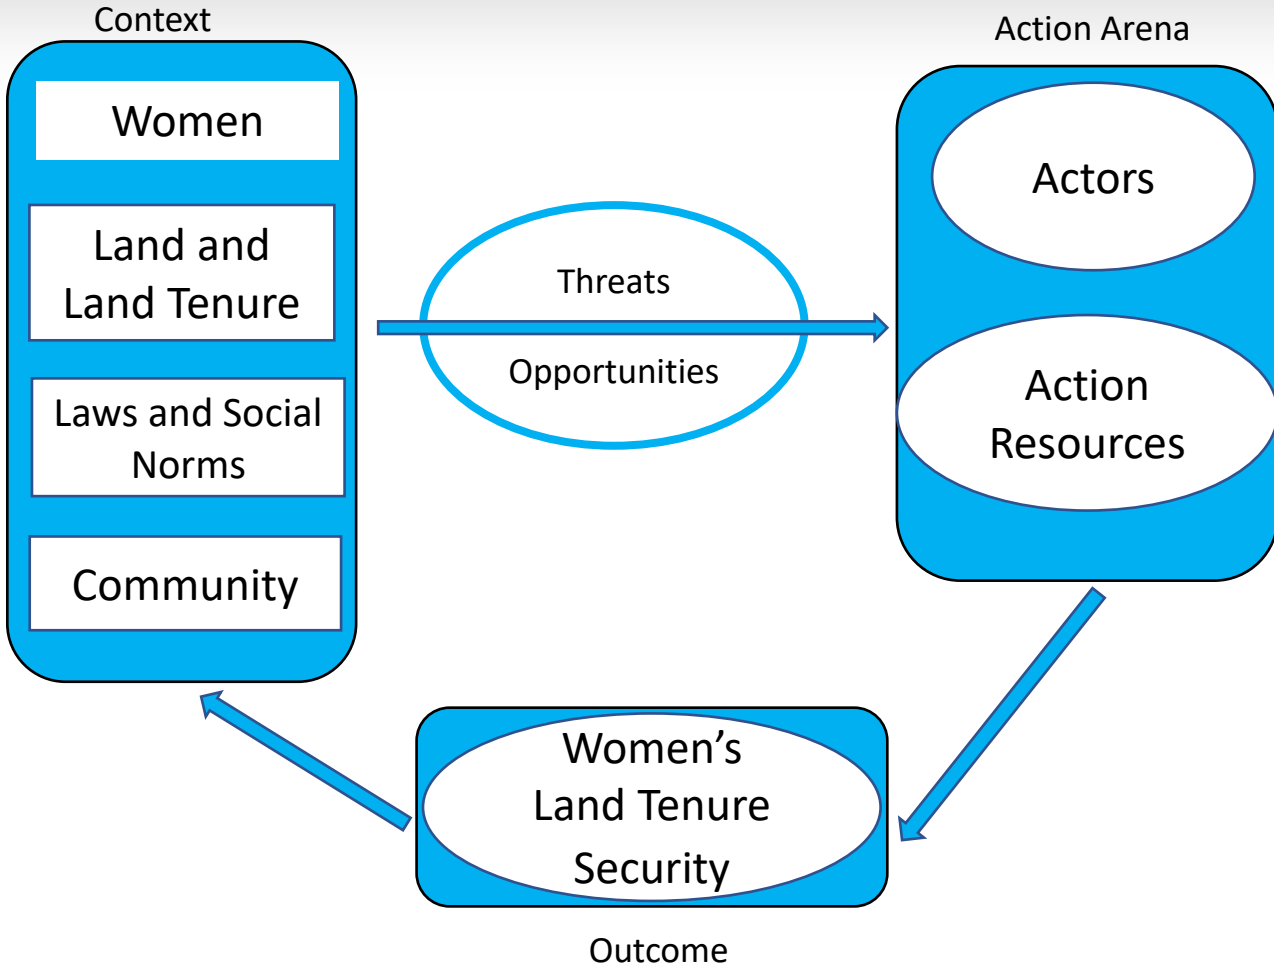 Context
Women
Land and
Land Tenure
Laws and Social
Norms
Community
Threats
Opportunities
Action Arena
Actors
Action
Resources
Women’s
Land Tenure
Security
Outcome